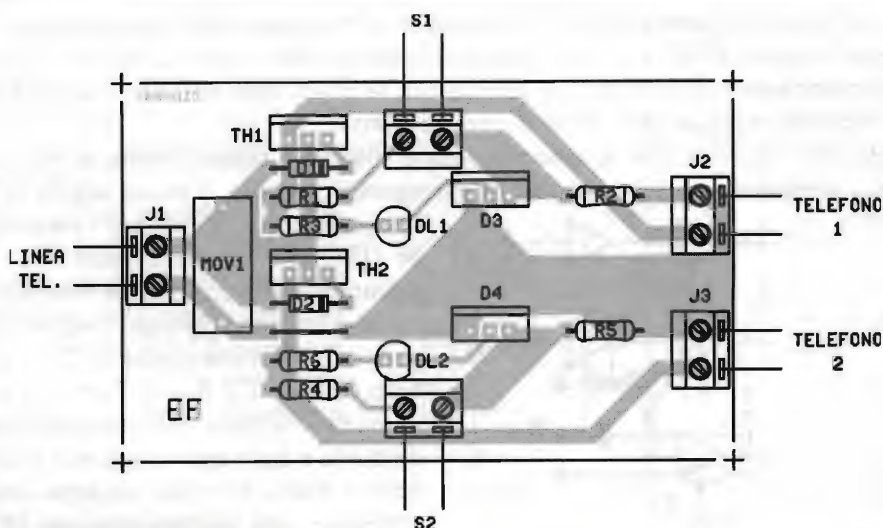 S1
TH1
D1
R1
R3
DL1
D3
R2
J2
TELEFONO
1
J1
LINEA
TEL.
MOV1
TH2
D2
D4
J3
R5
TELEFONO
2
R6
DL2
R4
EF
S2